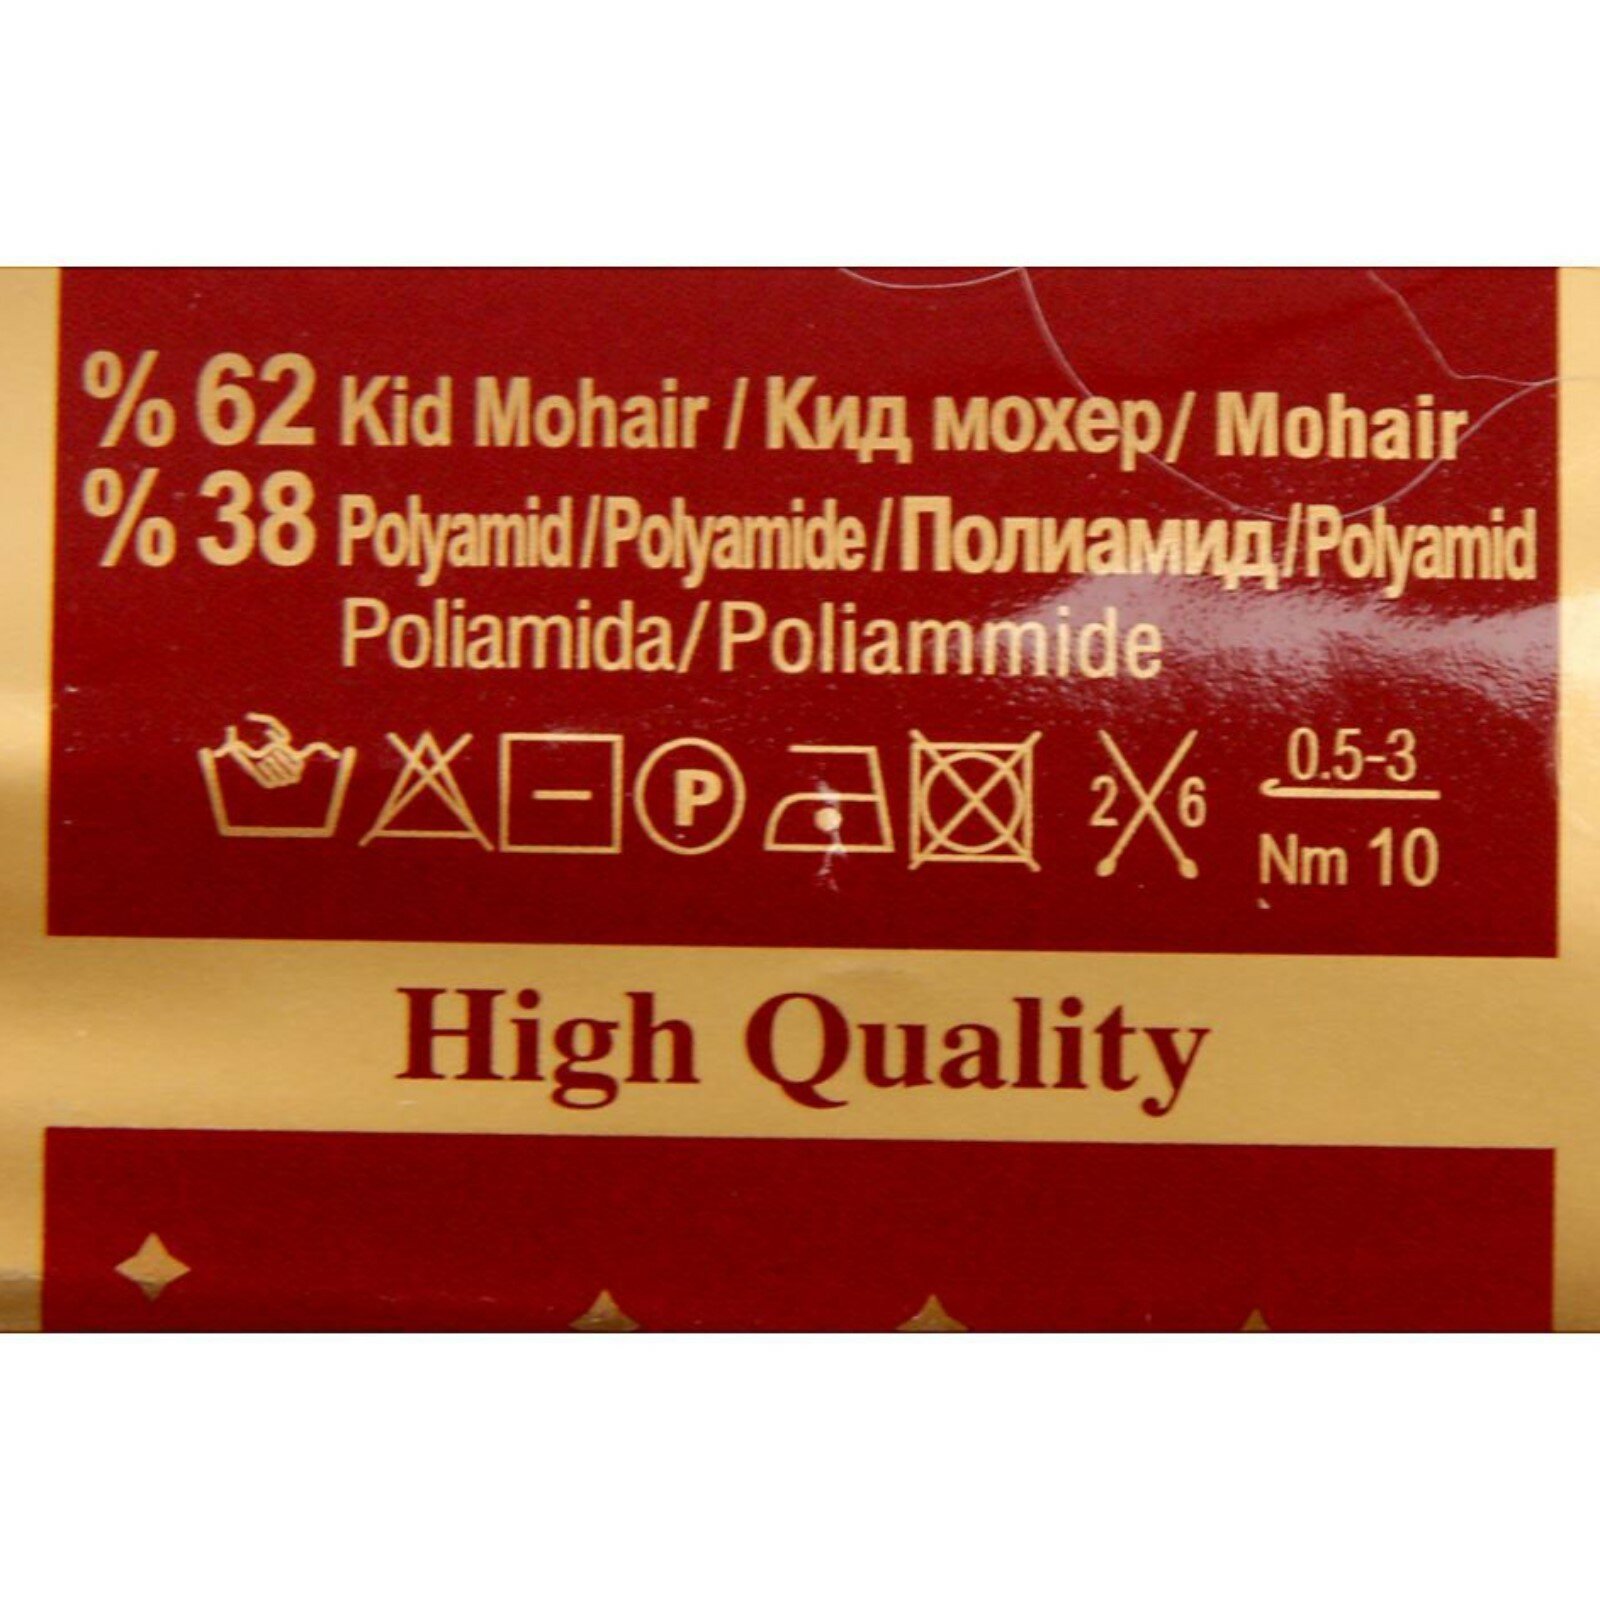 % 62 Kid Mohair / Кид мохер/ Mohair
% 38 Polyamid/Polyamide/Полиамид/Polyamid
Poliamida/Poliammide
P
2 6
0.5-3
Nm 10
High Quality